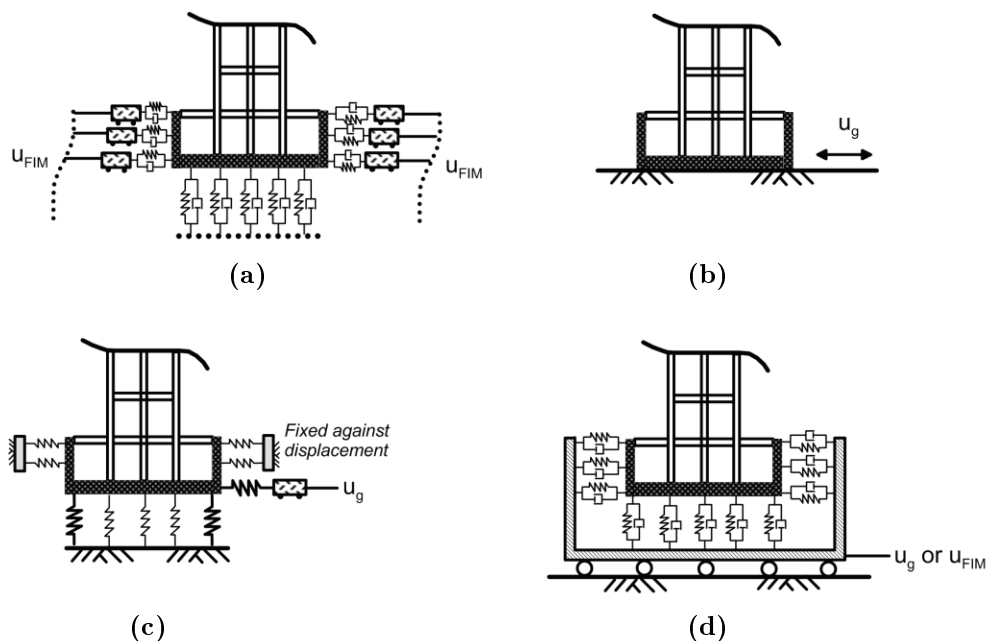 u_g
u_FIM
u_FIM
(a)
(b)
Fixed against
displacement
u_g
u_g or u_FIM
(c)
(d)